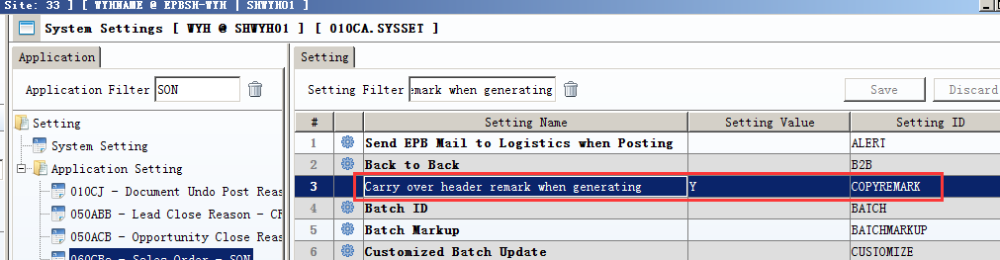 Site: 33 ] [ WYHNAME @ EPBSH-WYH | SHWYH01 ]
System Settings [ WYH @ SHWYH01 ] [ 010CA.SYSSET ]
Application
Setting
Application Filter SON
Setting Filter emark when generating
Save
Discard
Setting
System Setting
Application Setting
010CJ - Document Undo Post Reas
050ABB - Lead Close Reason - CR
050ACB - Opportunity Close Reas
Sales Order - SON
# Setting Name Setting Value Setting ID
1 Send EPB Mail to Logistics when Posting ALERT
2 Back to Back B2B
3 Carry over header remark when generating Y COPYREMARK
4 Batch ID BATCH
5 Batch Markup BATCHMARKUP
6 Customized Batch Update CUSTOMIZE